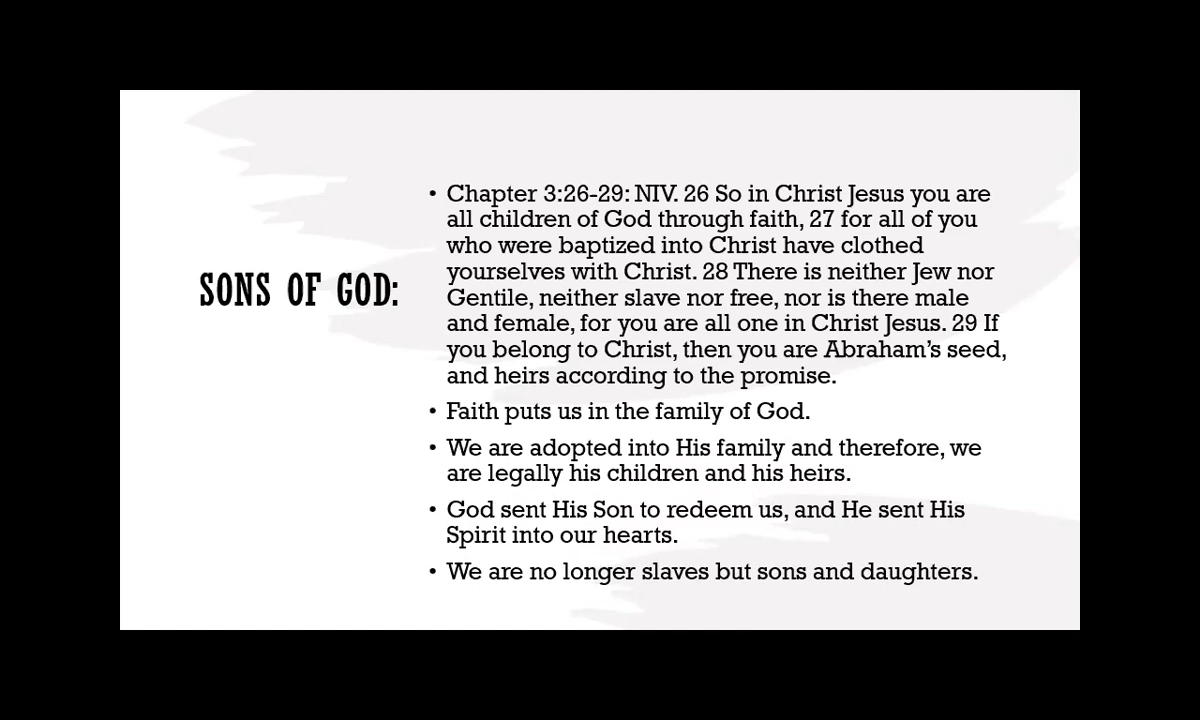 SONS OF GOD:
• Chapter 3:26-29: NIV. 26 So in Christ Jesus you are
all children of God through faith, 27 for all of you
who were baptized into Christ have clothed
yourselves with Christ. 28 There is neither Jew nor
Gentile, neither slave nor free, nor is there male
and female, for you are all one in Christ Jesus. 29 If
you belong to Christ, then you are Abraham’s seed,
and heirs according to the promise.
• Faith puts us in the family of God.
• We are adopted into His family and therefore, we
are legally his children and his heirs.
• God sent His Son to redeem us, and He sent His
Spirit into our hearts.
• We are no longer slaves but sons and daughters.